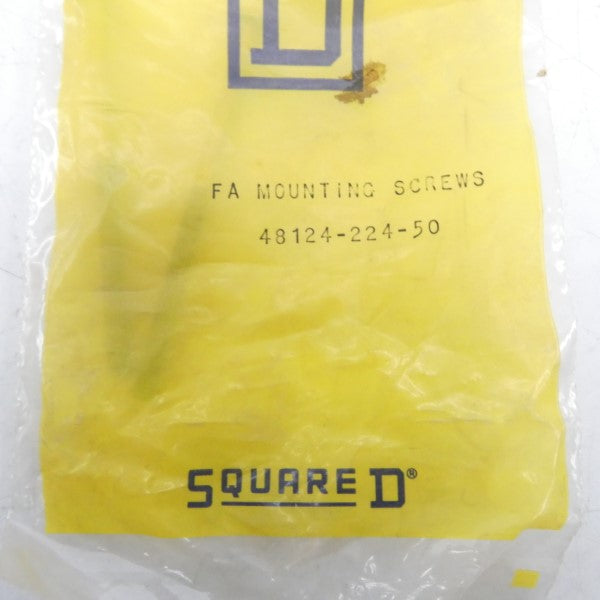 D
FA MOUNTING SCREWS
48124-224-50
SQUARE D®